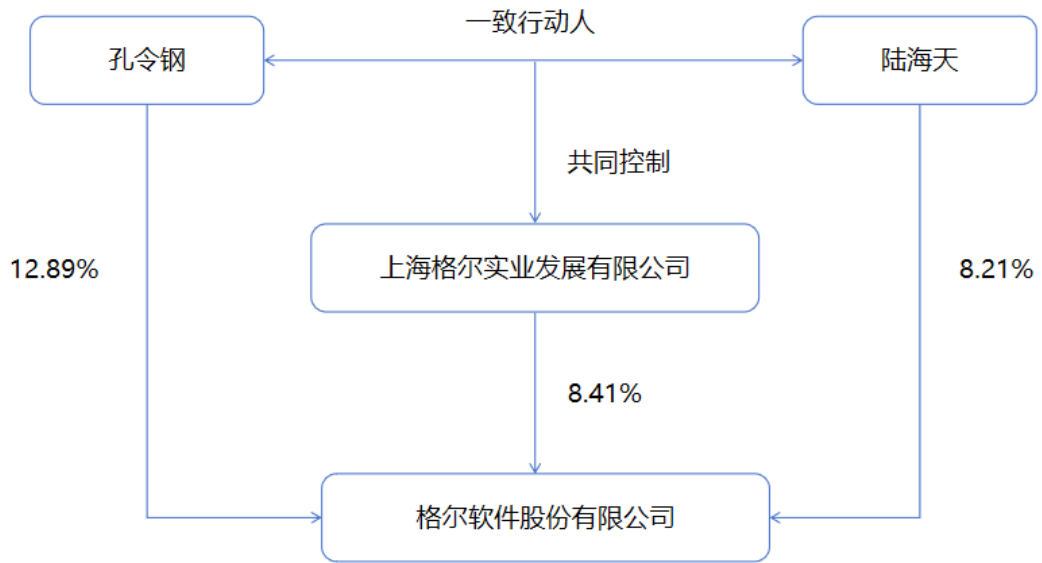 一致行动人
孔令钢
陆海天
共同控制
12.89%
上海格尔实业发展有限公司
8.21%
8.41%
格尔软件股份有限公司